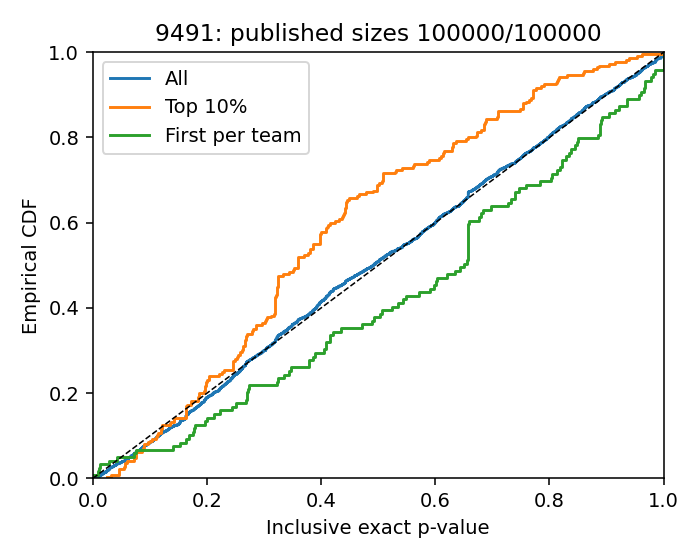 9491: published sizes 100000/100000
All
Top 10%
First per team
Empirical CDF
1.0
0.8
0.6
0.4
0.2
0.0
0.0 0.2 0.4 0.6 0.8 1.0
Inclusive exact p-value